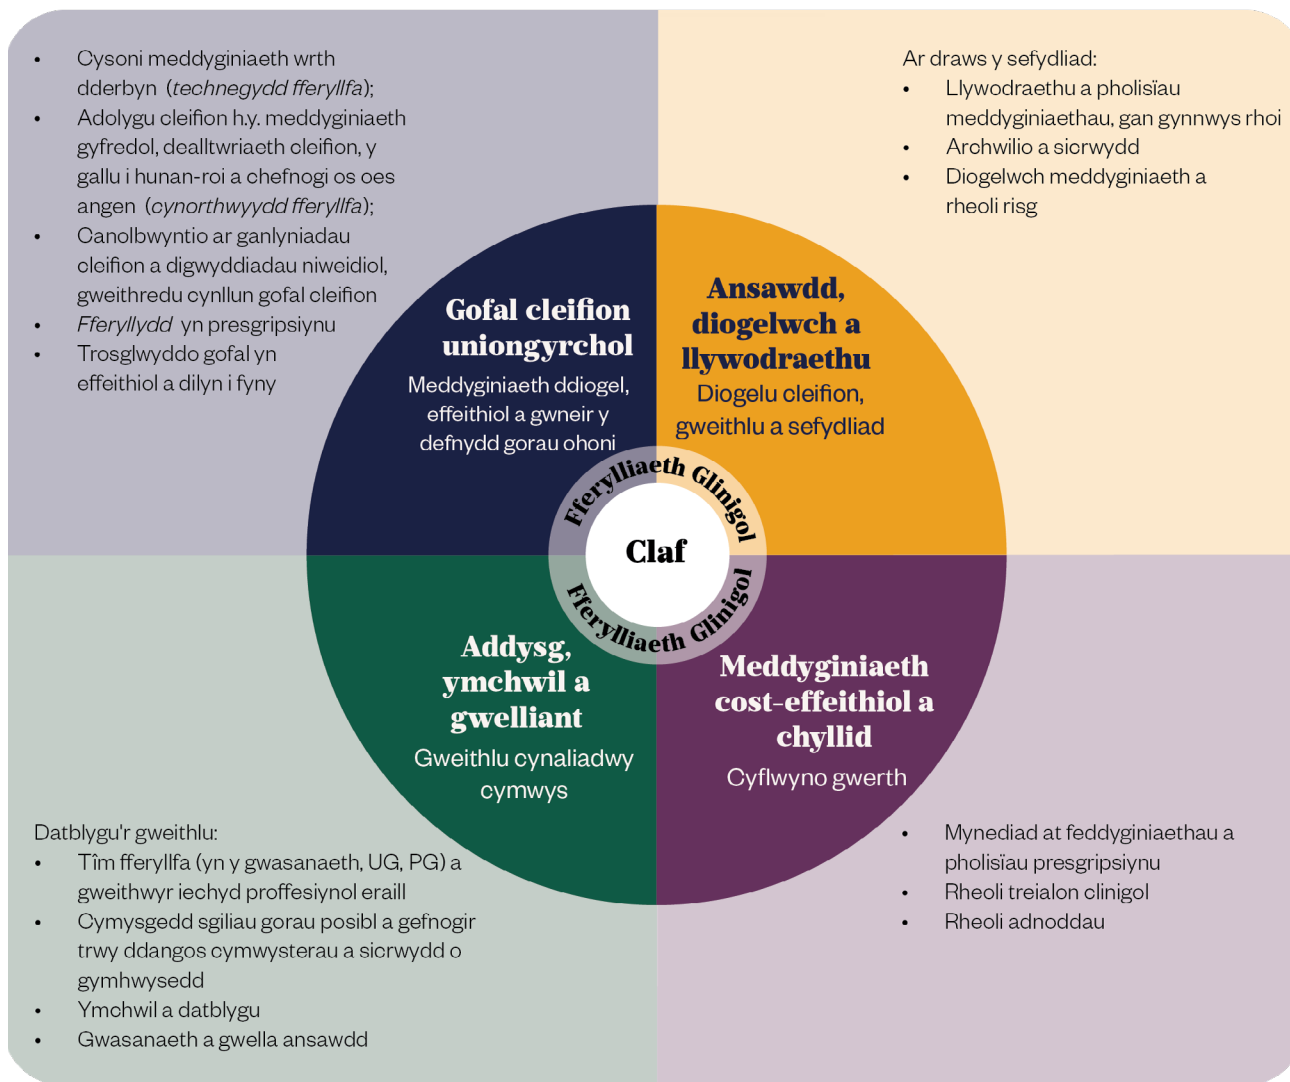 Cysoni meddyginiaeth wrth
dderbyn (technegydd fferyllfa);
Adolygu cleifion h.y. meddyginiaeth
gyfredol, dealltwriaeth cleifion, y
gallu i hunan-roi a chefnogi os oes
angen (cynorthwyydd fferyllfa);
Canolbwyntio ar ganlyniadau
cleifion a digwyddiadau niweidiol,
gweithredu cynllun gofal cleifion
Fferyllydd yn presgripsiynu
Trosglwyddo gofal yn
effeithiol a dilyn i fyny
Ar draws y sefydliad:
Llywodraethu a pholisïau
meddyginiaethau, gan gynnwys rhoi
Archwilio a sicrwydd
Diogelwch meddyginiaeth a
rheoli risg
Gofal cleifion
uniongyrchol
Meddyginiaeth ddiogel,
effeithiol a gwneir y
defnydd gorau ohoni
Ansawdd,
diogelwch a
llywodraethu
Diogelu cleifion,
gweithlu a sefydliad
Fferylliaeth Glinigol
Claf
Fferylliaeth Glinigol
Addysg,
ymchwil a
gwelliant
Gweithlu cynaliadwy
cymwys
Meddyginiaeth
cost-effeithiol a
chyllid
Cyflwyno gwerth
Datblygu'r gweithlu:
Tîm fferyllfa (yn y gwasanaeth, UG, PG) a
gweithwyr iechyd proffesiynol eraill
Cymysgedd sgiliau gorau posibl a gefnogir
trwy ddangos cymwysterau a sicrwydd o
gymhwysedd
Ymchwil a datblygu
Gwasanaeth a gwella ansawdd
Mynediad at feddyginiaethau a
pholisïau presgripsiynu
Rheoli treialon clinigol
Rheoli adnoddau